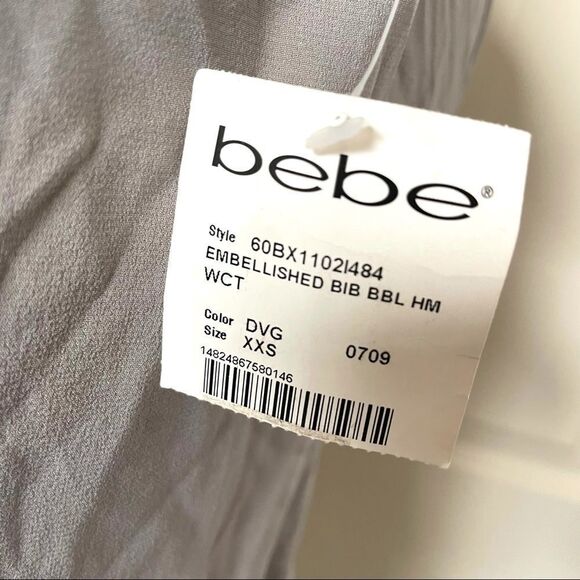 bebe®
Style 60BX1102I484
EMBELLISHED BIB BBL HM
WCT
Color DVG
Size XXS 0709
14824867580146